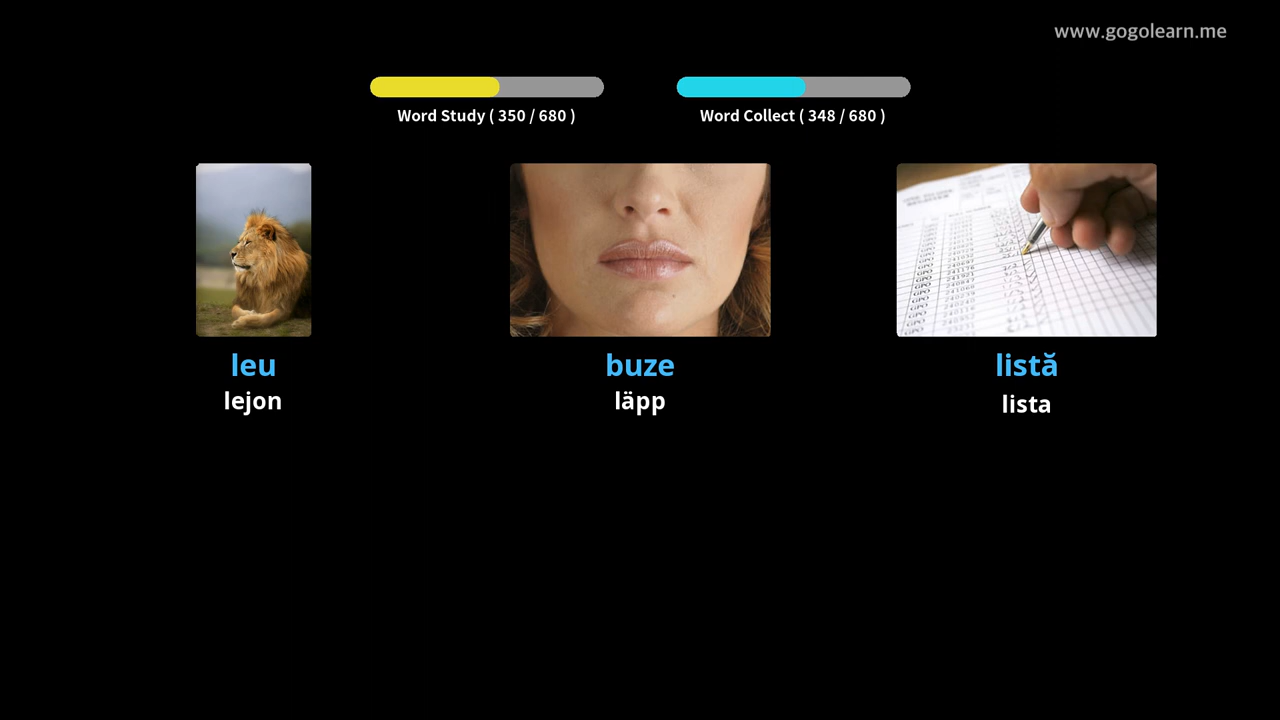 www.gogolearn.me
Word Study ( 350 / 680 )
Word Collect ( 348 / 680 )
leu
lejon
buze
läpp
listă
lista